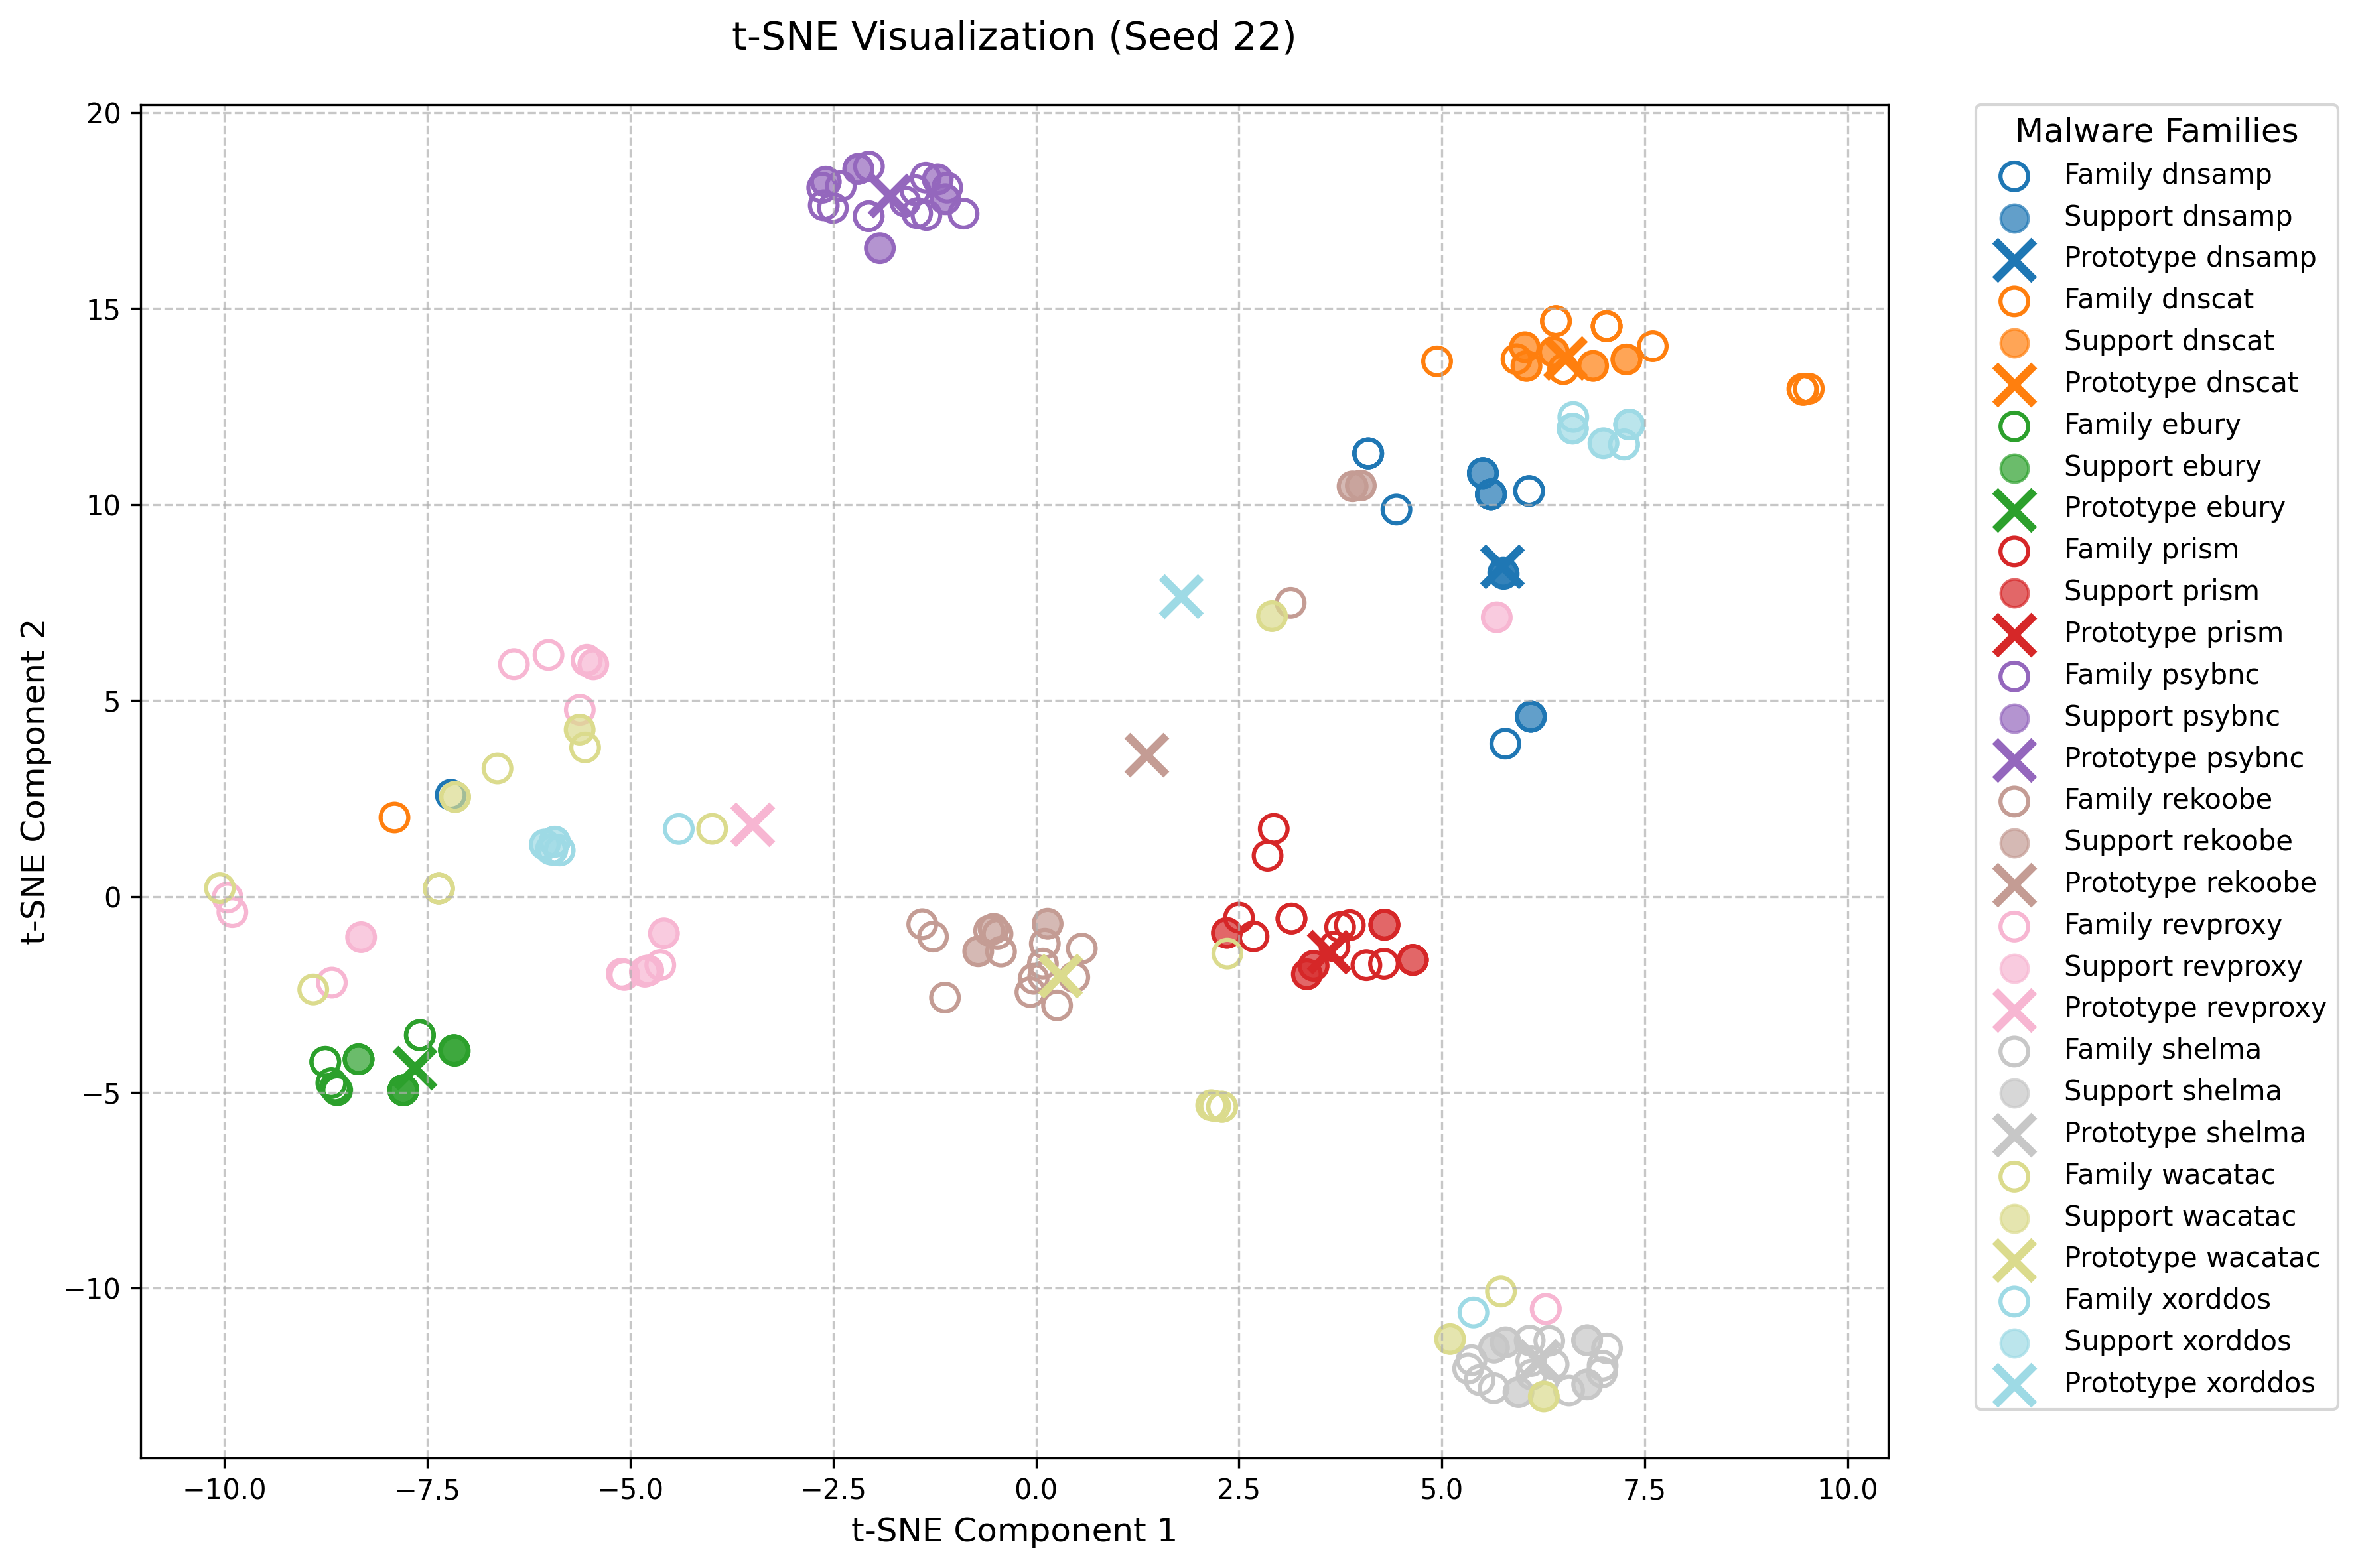 t-SNE Visualization (Seed 22)
20
15
10
5
0
−5
−10
t-SNE Component 2
−10.0
−7.5
−5.0
−2.5
0.0
2.5
5.0
7.5
10.0
t-SNE Component 1
Malware Families
Family dnsamp
Support dnsamp
Prototype dnsamp
Family dnscat
Support dnscat
Prototype dnscat
Family ebury
Support ebury
Prototype ebury
Family prism
Support prism
Prototype prism
Family psybnc
Support psybnc
Prototype psybnc
Family rekoobe
Support rekoobe
Prototype rekoobe
Family revproxy
Support revproxy
Prototype revproxy
Family shelma
Support shelma
Prototype shelma
Family wacatac
Support wacatac
Prototype wacatac
Family xorddos
Support xorddos
Prototype xorddos